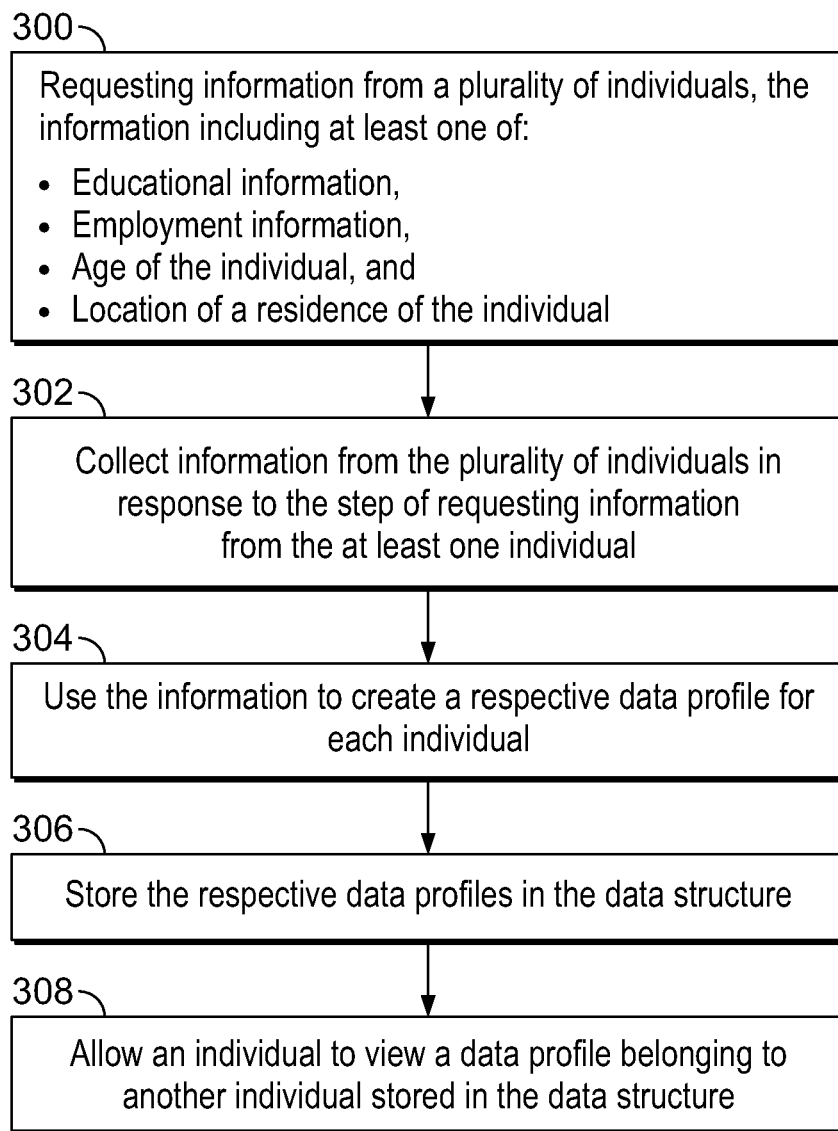 300
Requesting information from a plurality of individuals, the
information including at least one of:
• Educational information,
• Employment information,
• Age of the individual, and
• Location of a residence of the individual
302
Collect information from the plurality of individuals in
response to the step of requesting information
from the at least one individual
304
Use the information to create a respective data profile for
each individual
306
Store the respective data profiles in the data structure
308
Allow an individual to view a data profile belonging to
another individual stored in the data structure